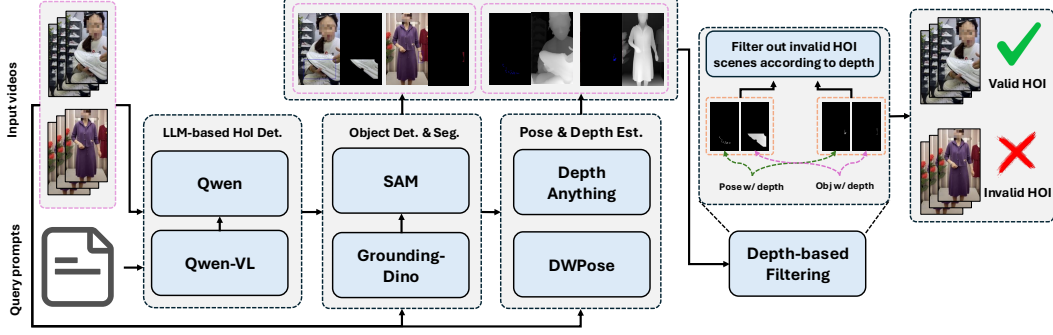 Input videos
Query prompts
LLM-based HoI Det.
Qwen
Qwen-VL
Object Det. & Seg.
SAM
Grounding-
Dino
Pose & Depth Est.
Depth
Anything
DWPose
Filter out invalid HOI
scenes according to depth
Pose w/ depth
Obj w/ depth
Depth-based
Filtering
Valid HOI
Invalid HOI